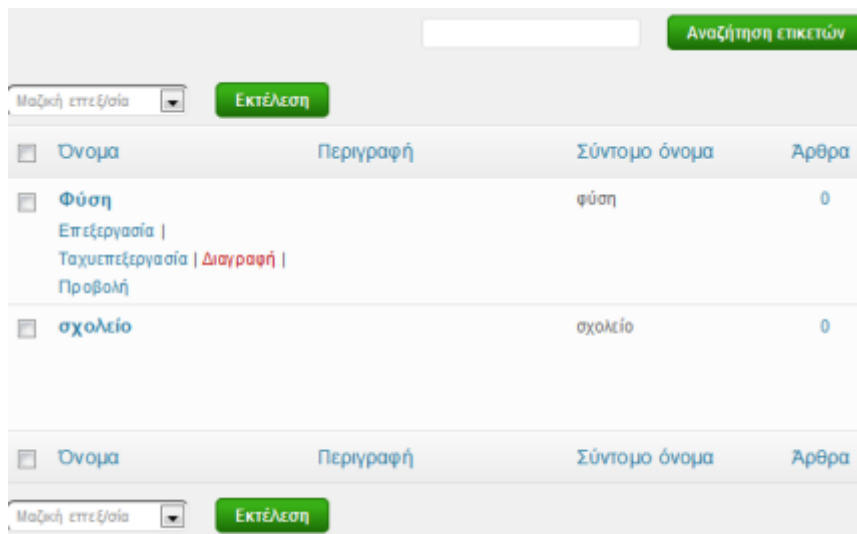 Αναζήτηση ετικετών
Μαζική επεξ/σία Εκτέλεση
Όνομα Περιγραφή Σύντομο όνομα Άρθρα
Φύση φύση 0
Επεξεργασία |
Ταχυεπεξεργασία | Διαγραφή |
Προβολή
σχολείο σχολείο 0
Όνομα Περιγραφή Σύντομο όνομα Άρθρα
Μαζική επεξ/σία Εκτέλεση